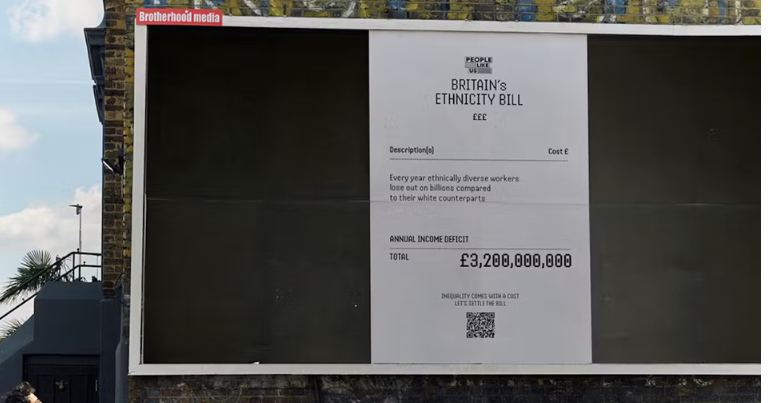 Brotherhood media
PEOPLE
LIKE
US
BRITAIN's
ETHNICITY BILL
£££
Description(s) Cost £
Every year ethnically diverse workers
lose out on billions compared
to their white counterparts
ANNUAL INCOME DEFICIT
TOTAL £3,200,000,000
INEQUALITY COMES WITH A COST
LET'S SETTLE THE BILL